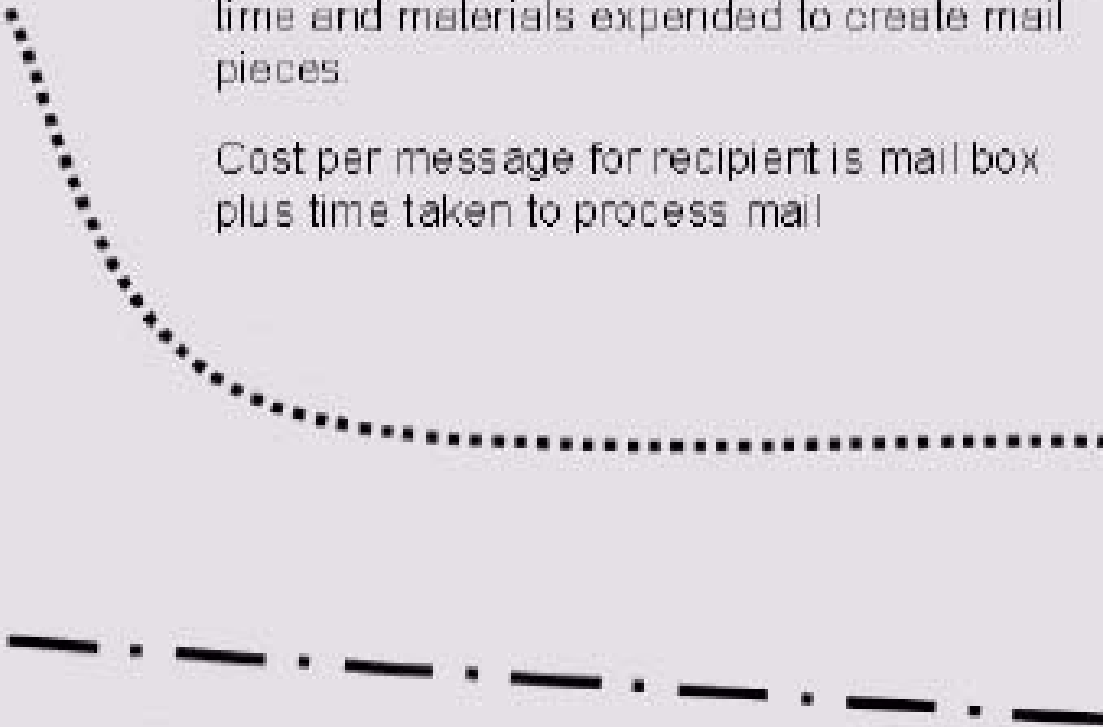 time and materials expended to create mail
pieces
Cost per message for recipient is mail box
plus time taken to process mail